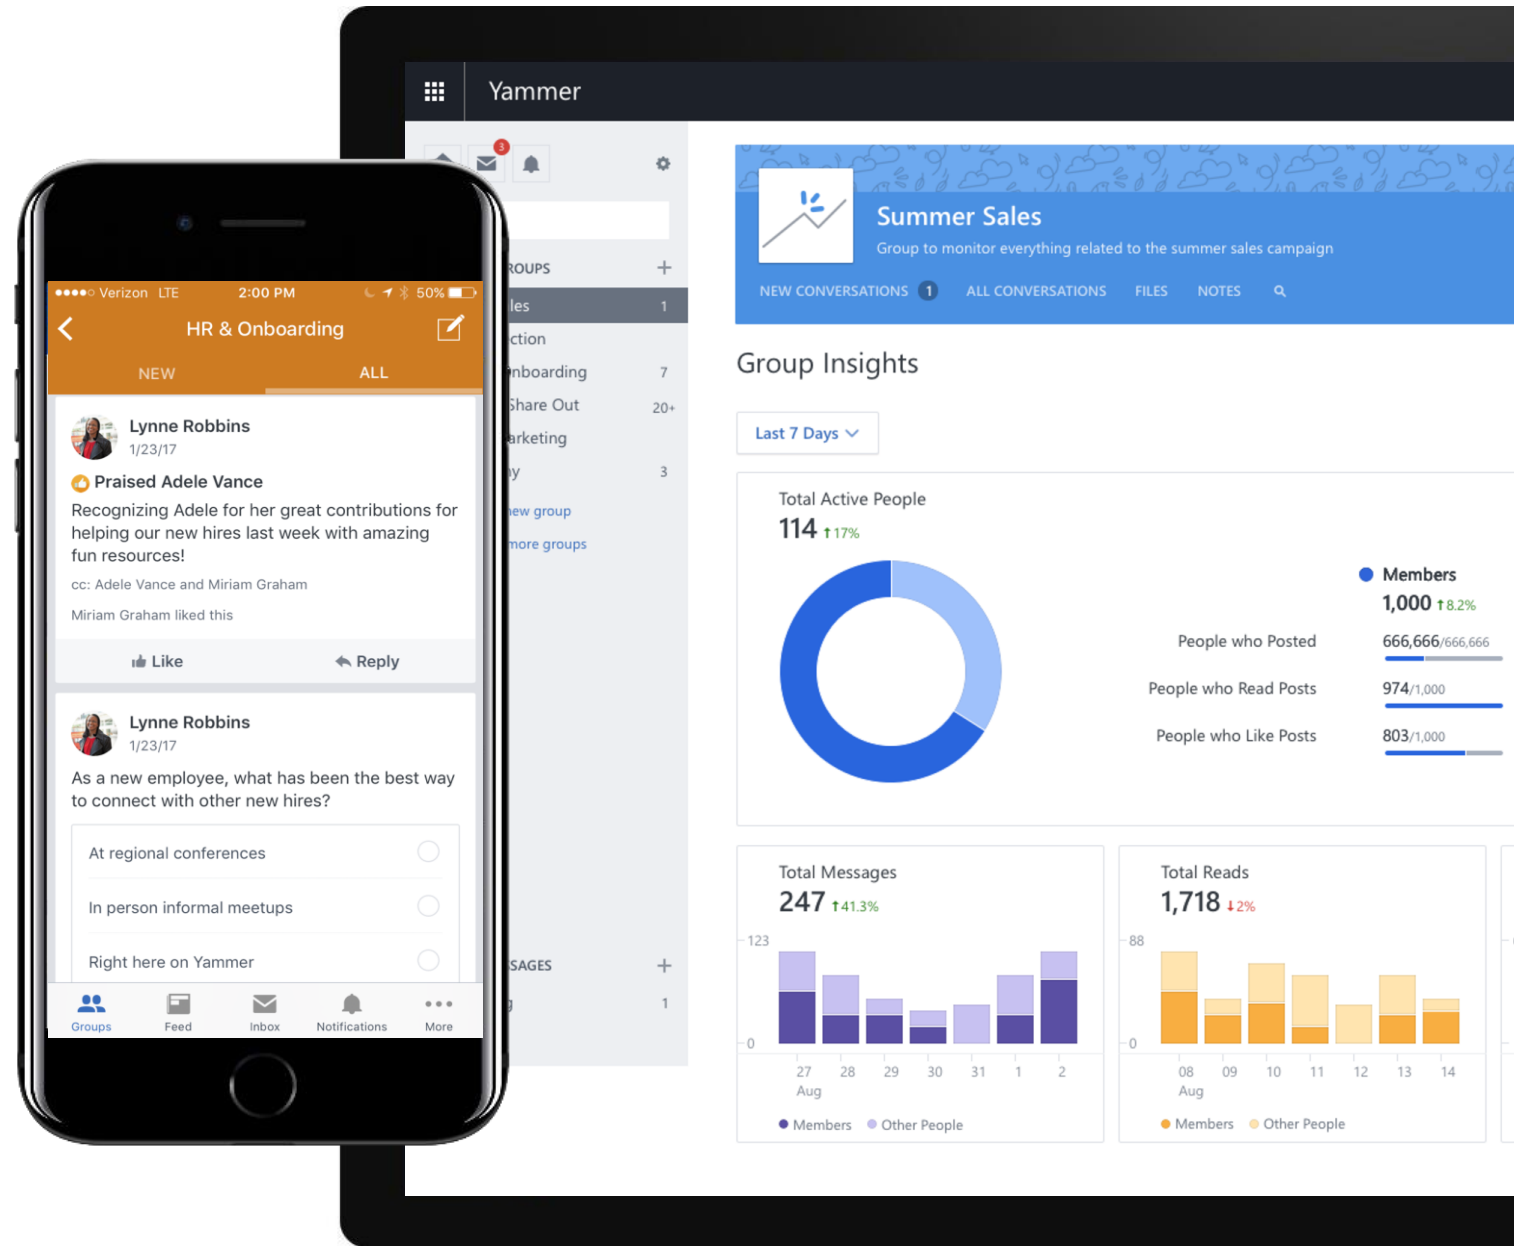 Yammer
3
ROUPS
les 1
ction
nboarding 7
Share Out 20+
arketing
ny 3
new group
more groups
SSAGES
g 1
Summer Sales
Group to monitor everything related to the summer sales campaign
NEW CONVERSATIONS 1 ALL CONVERSATIONS FILES NOTES
Group Insights
Last 7 Days
Total Active People
114 ↑17%
Members
1,000 ↑8.2%
People who Posted 666,666/666,666
People who Read Posts 974/1,000
People who Like Posts 803/1,000
Total Messages
247 ↑41.3%
123
0
27 28 29 30 31 1 2
Aug
Members Other People
Total Reads
1,718 ↓2%
88
0
08 09 10 11 12 13 14
Aug
Members Other People
Verizon LTE 2:00 PM 50%
HR & Onboarding
NEW ALL
Lynne Robbins
1/23/17
Praised Adele Vance
Recognizing Adele for her great contributions for
helping our new hires last week with amazing
fun resources!
cc: Adele Vance and Miriam Graham
Miriam Graham liked this
Like Reply
Lynne Robbins
1/23/17
As a new employee, what has been the best way
to connect with other new hires?
At regional conferences
In person informal meetups
Right here on Yammer
Groups Feed Inbox Notifications More